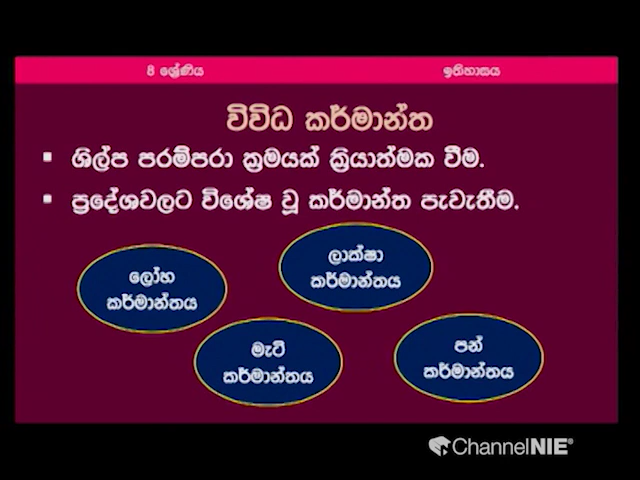 8 ශ්‍රේණිය
ඉතිහාසය
විවිධ කර්මාන්ත
▪ ශිල්ප පරම්පරා ක්‍රමයක් ක්‍රියාත්මක වීම.
▪ ප්‍රදේශවලට විශේෂ වූ කර්මාන්ත පැවැතීම.
ලෝහ
කර්මාන්තය
ලාක්ෂා
කර්මාන්තය
මැටි
කර්මාන්තය
පන්
කර්මාන්තය
ChannelNIE®